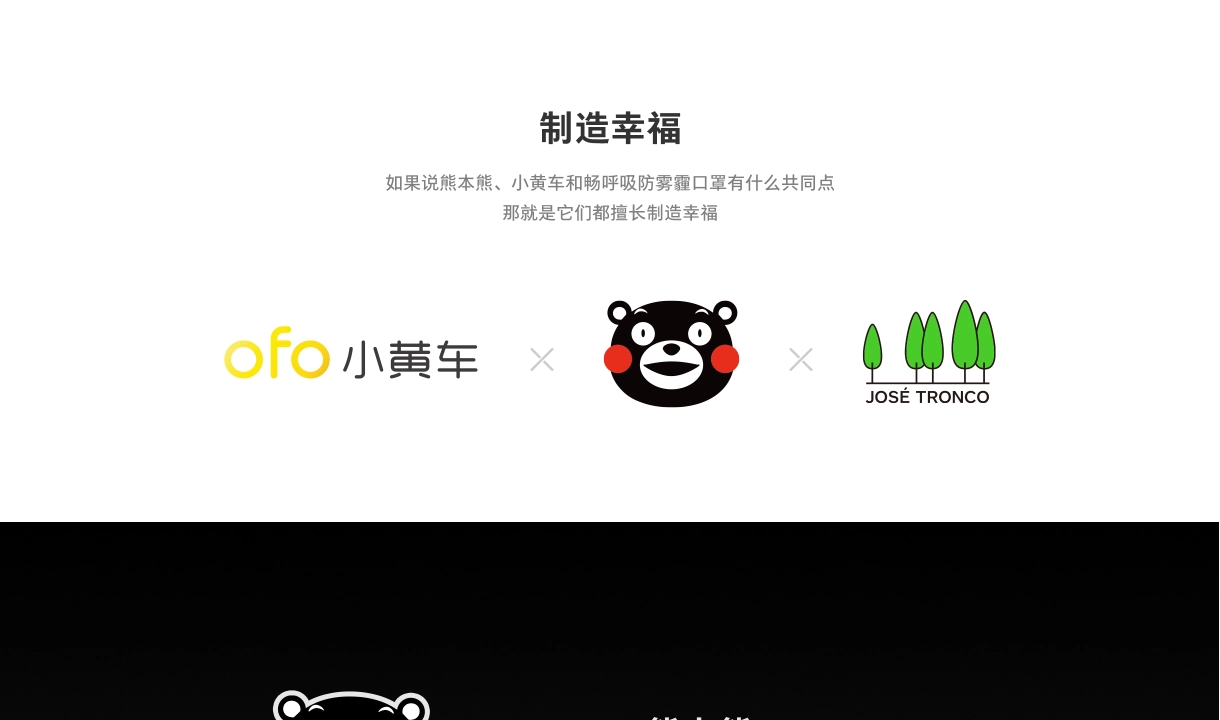 制造幸福
如果说熊本熊、小黄车和畅呼吸防雾霾口罩有什么共同点
那就是它们都擅长制造幸福
ofo 小黄车
JOSÉ TRONCO